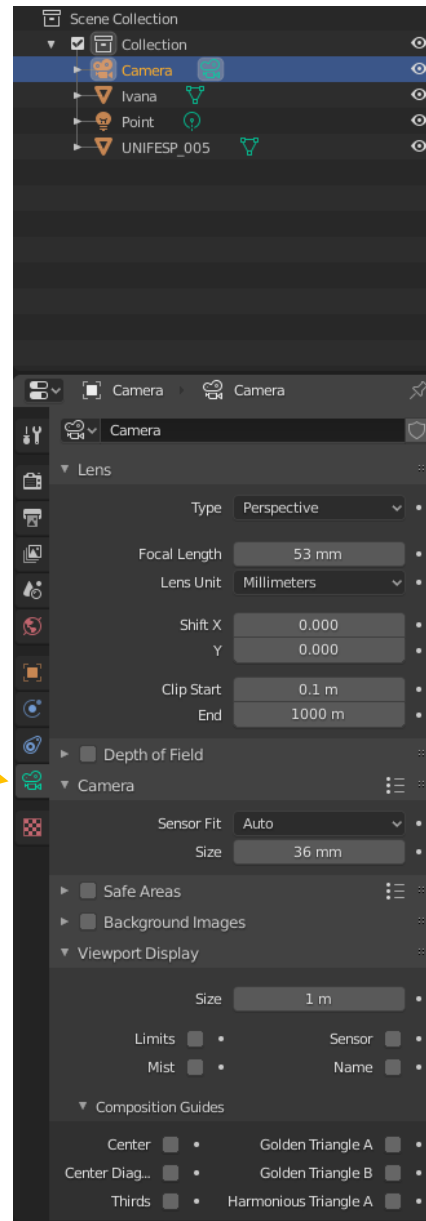 Scene Collection
Collection
Camera
Ivana
Point
UNIFESP_005
Camera Camera
Camera
Lens
Type Perspective
Focal Length 53 mm
Lens Unit Millimeters
Shift X 0.000
Y 0.000
Clip Start 0.1 m
End 1000 m
Depth of Field
Camera
Sensor Fit Auto
Size 36 mm
Safe Areas
Background Images
Viewport Display
Size 1 m
Limits Sensor
Mist Name
Composition Guides
Center Golden Triangle A
Center Diag... Golden Triangle B
Thirds Harmonious Triangle A